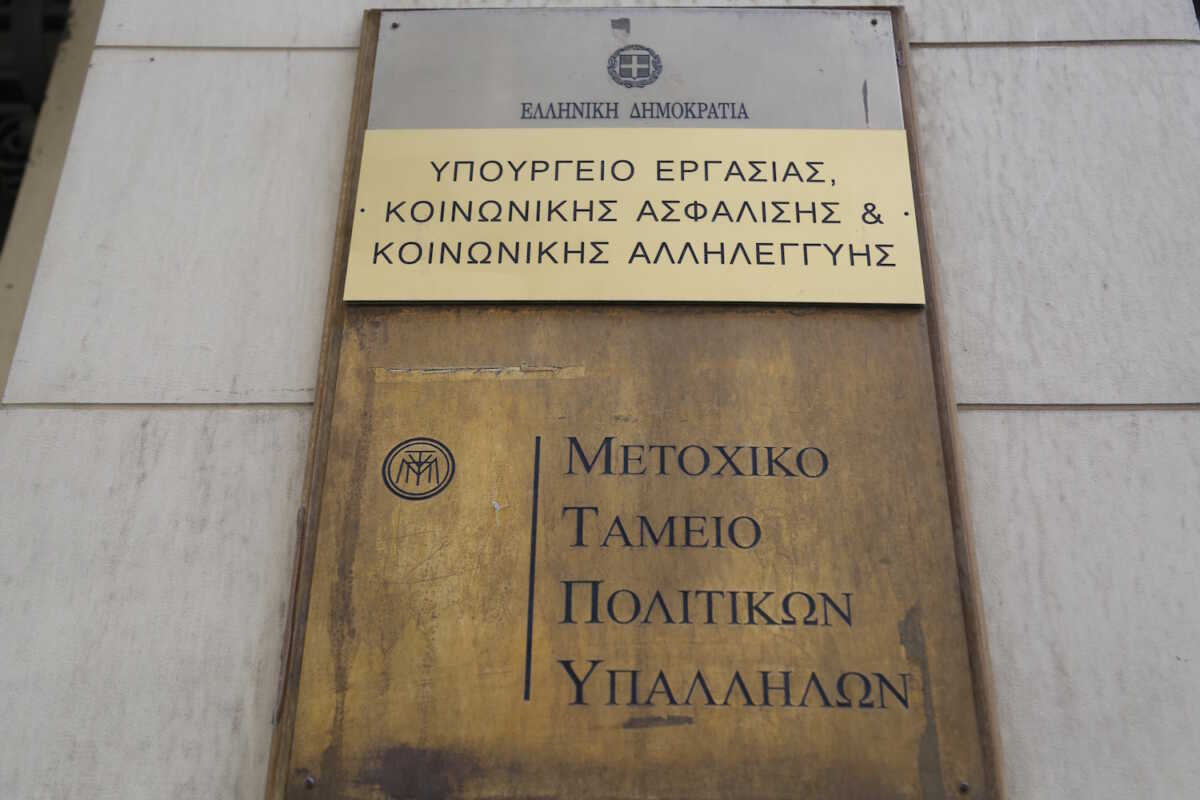 ΕΛΛΗΝΙΚΗ ΔΗΜΟΚΡΑΤΙΑ
ΥΠΟΥΡΓΕΙΟ ΕΡΓΑΣΙΑΣ,
ΚΟΙΝΩΝΙΚΗΣ ΑΣΦΑΛΙΣΗΣ &
ΚΟΙΝΩΝΙΚΗΣ ΑΛΛΗΛΕΓΓΥΗΣ
ΜΕΤΟΧΙΚΟ
ΤΑΜΕΙΟ
ΠΟΛΙΤΙΚΩΝ
ΥΠΑΛΛΗΛΩΝ